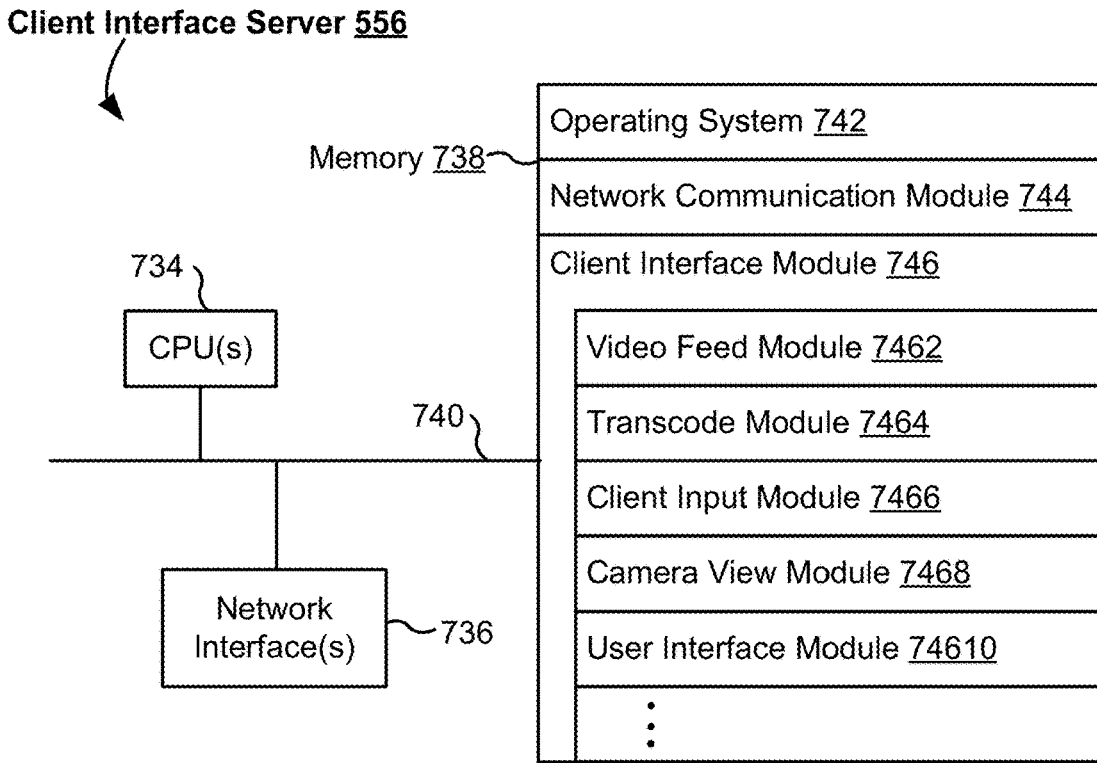 Client Interface Server 556
Operating System 742
Memory 738
Network Communication Module 744
Client Interface Module 746
734
CPU(s)
Video Feed Module 7462
Transcode Module 7464
740
Client Input Module 7466
Camera View Module 7468
Network
Interface(s)
736
User Interface Module 74610